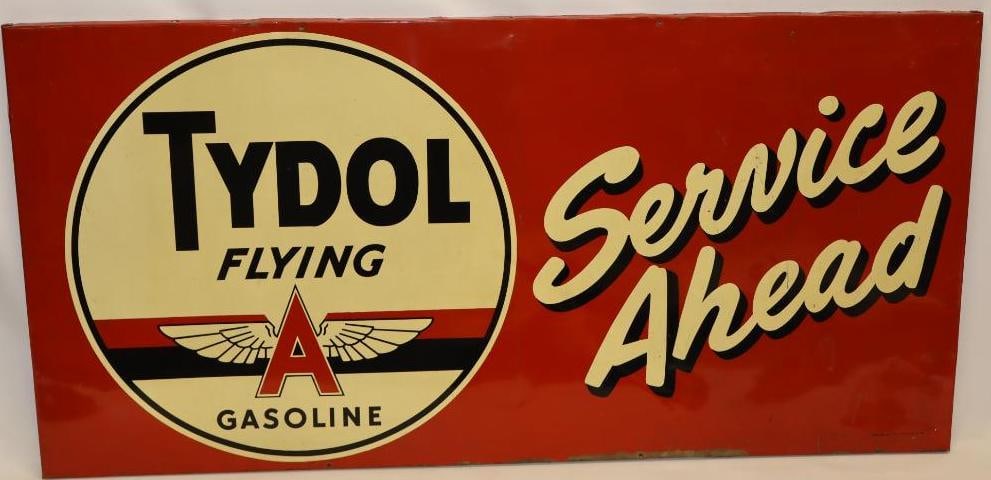 TYDOL
FLYING
A
GASOLINE
Service
Ahead